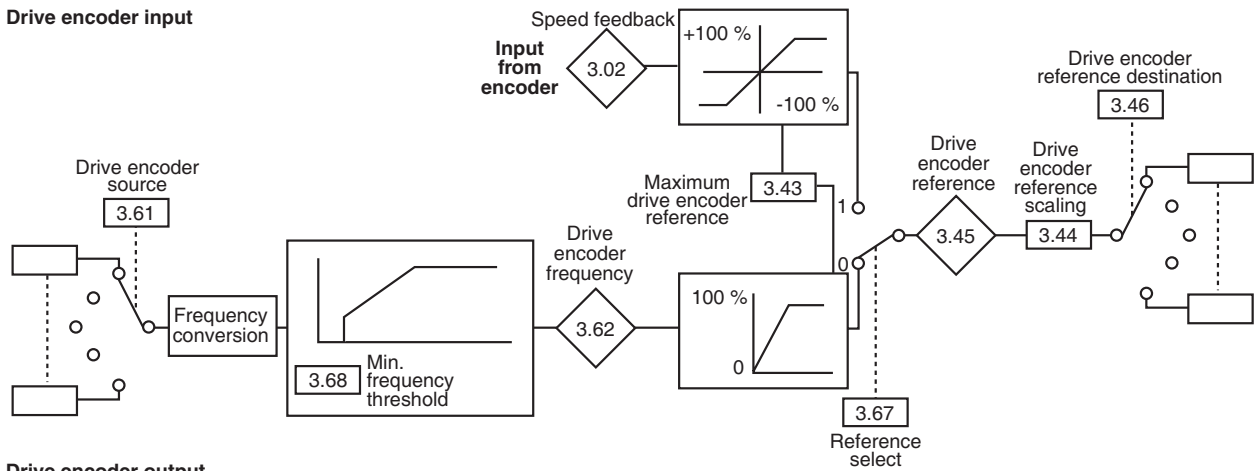 Drive encoder input
Speed feedback
Input
from
encoder
3.02
+100 %
-100 %
Drive encoder
reference destination
3.46
Drive encoder
source
3.61
Maximum
drive encoder
reference
3.43
1
0
Drive
encoder
reference
3.45
Drive
encoder
reference
scaling
3.44
Frequency
conversion
3.68
Min.
frequency
threshold
Drive
encoder
frequency
3.62
100 %
0
3.67
Reference
select
Drive encoder output